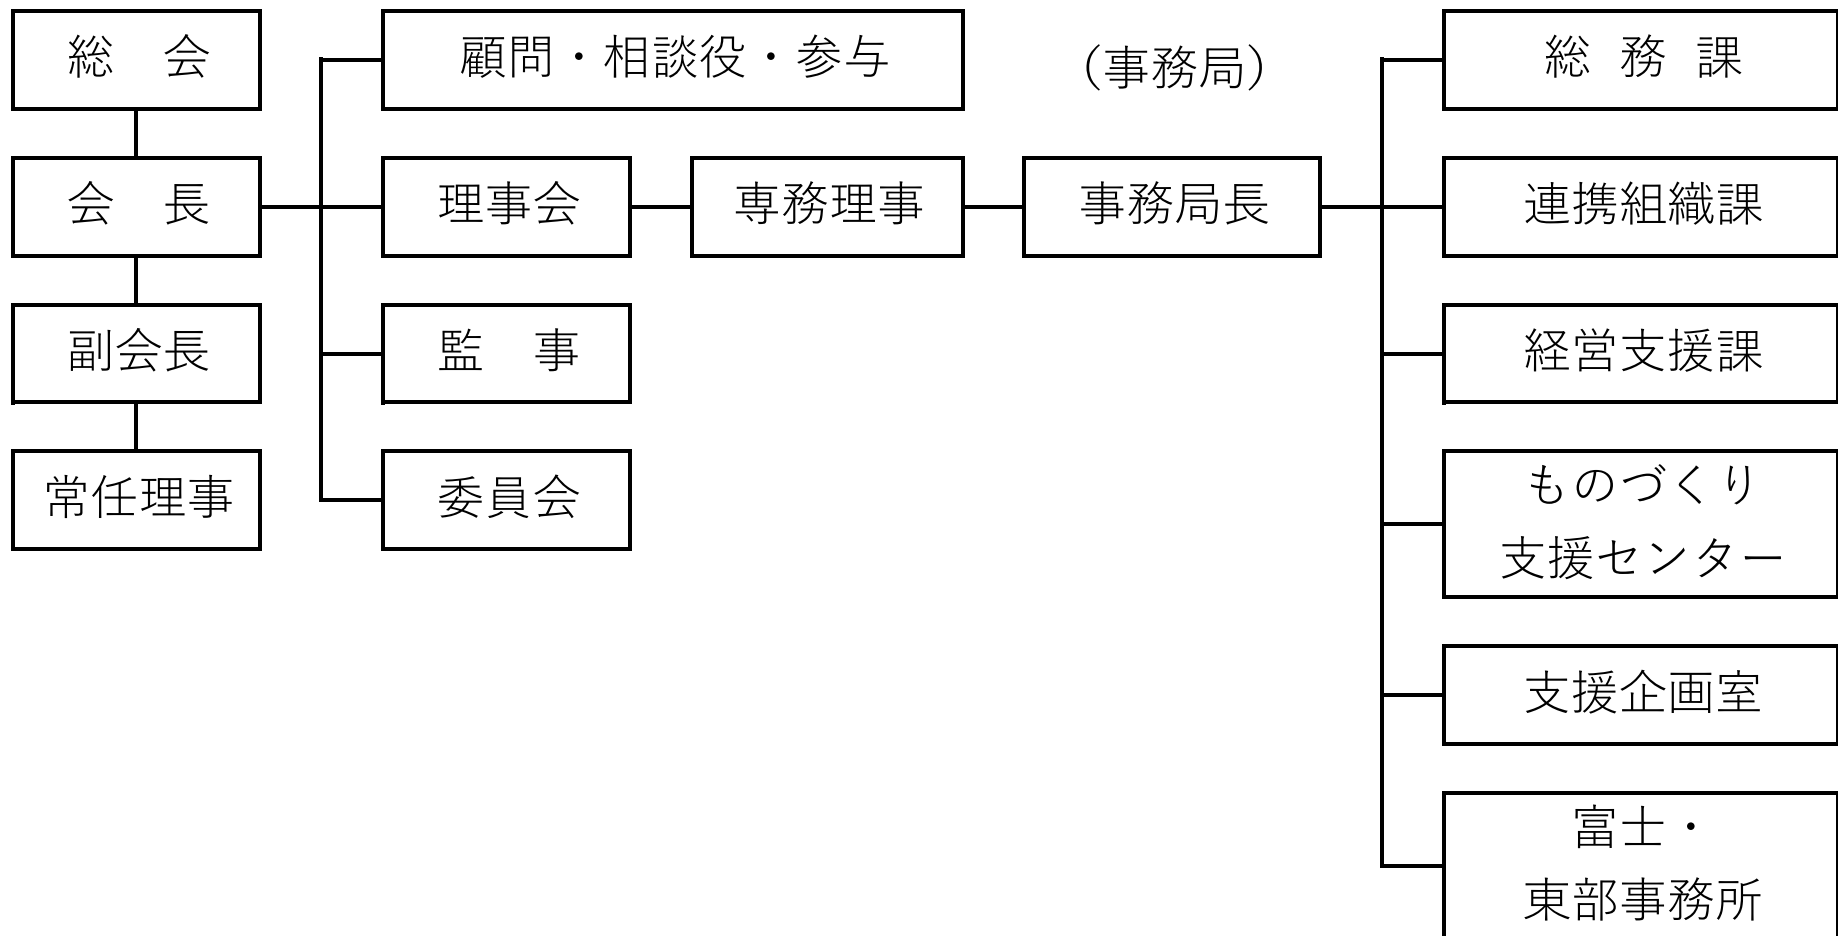 総　会
顧問・相談役・参与
（事務局）
総 務 課
会　長
理事会
専務理事
事務局長
連携組織課
副会長
監　事
経営支援課
常任理事
委員会
ものづくり
支援センター
支援企画室
富士・
東部事務所